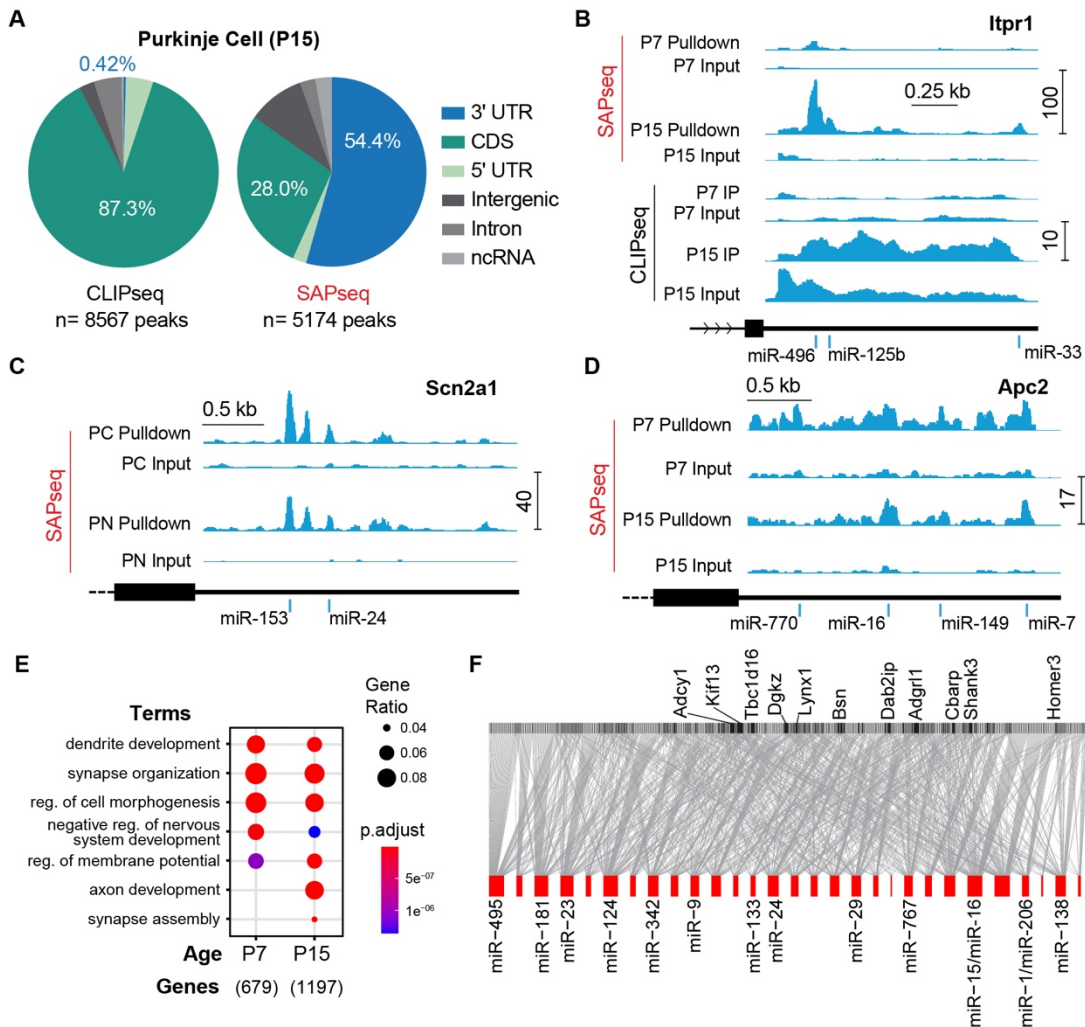 A
Purkinje Cell (P15)
0.42%
87.3%
CLIPseq
n= 8567 peaks
54.4%
28.0%
SAPseq
n= 5174 peaks
3' UTR
CDS
5' UTR
Intergenic
Intron
ncRNA
B
Itpr1
SAPseq
P7 Pulldown
P7 Input
P15 Pulldown
P15 Input
0.25 kb
100
CLIPseq
P7 IP
P7 Input
P15 IP
P15 Input
10
miR-496
miR-125b
miR-33
C
Scn2a1
0.5 kb
SAPseq
PC Pulldown
PC Input
PN Pulldown
PN Input
40
miR-153
miR-24
D
0.5 kb
Apc2
SAPseq
P7 Pulldown
P7 Input
P15 Pulldown
P15 Input
17
miR-770
miR-16
miR-149
miR-7
E
Terms
dendrite development
synapse organization
reg. of cell morphogenesis
negative reg. of nervous
system development
reg. of membrane potential
axon development
synapse assembly
Age
P7
P15
Genes
(679)
(1197)
Gene
Ratio
0.04
0.06
0.08
p.adjust
5e⁻⁰⁷
1e⁻⁰⁶
F
Adcy1
Kif13
Tbc1d16
Dgkz
Lynx1
Bsn
Dab2ip
Adgrl1
Cbarp
Shank3
Homer3
miR−495
miR−181
miR−23
miR−124
miR−342
miR−9
miR−133
miR−24
miR−29
miR−767
miR−15/miR−16
miR−1/miR−206
miR−138